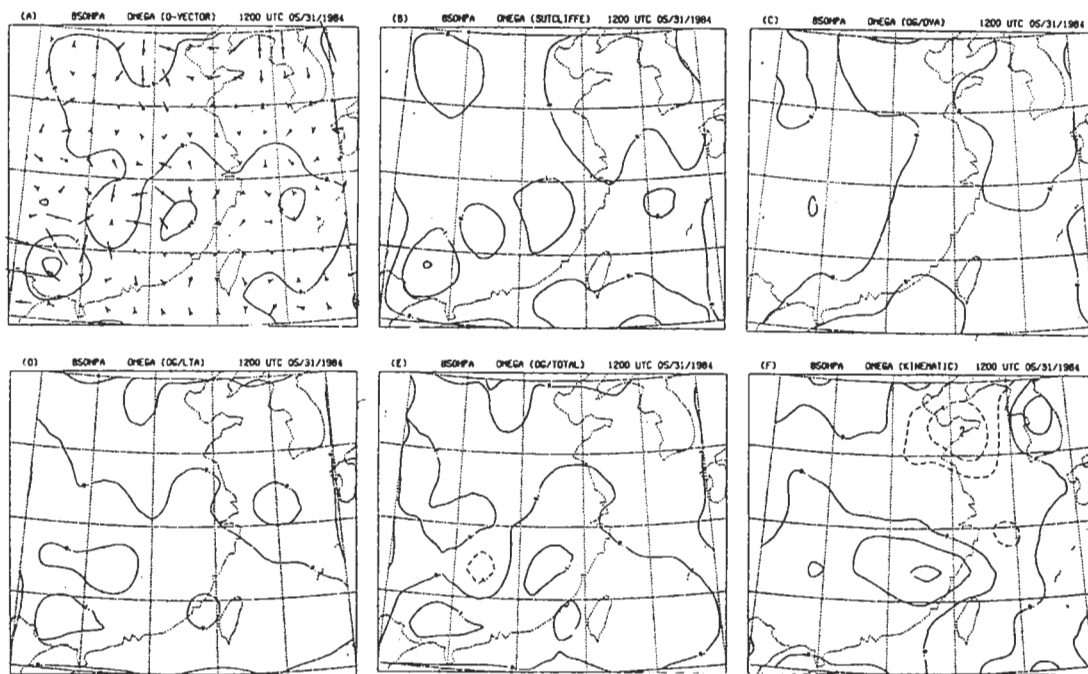 (A) 850HPA OMEGA (Q-VECTOR) 1200 UTC 05/31/1984
(B) 850HPA OMEGA (SUTCLIFFE) 1200 UTC 05/31/1984
(C) 850HPA OMEGA (QG/DVA) 1200 UTC 05/31/1984
(D) 850HPA OMEGA (QG/LTA) 1200 UTC 05/31/1984
(E) 850HPA OMEGA (QG/TOTAL) 1200 UTC 05/31/1984
(F) 850HPA OMEGA (KINEMATIC) 1200 UTC 05/31/1984